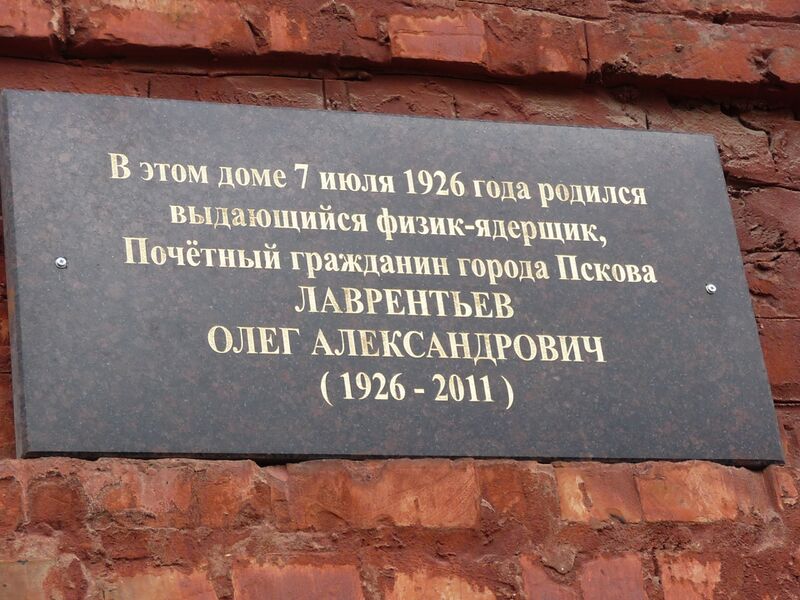 В этом доме 7 июля 1926 года родился
выдающийся физик-ядерщик,
Почётный гражданин города Пскова
ЛАВРЕНТЬЕВ
ОЛЕГ АЛЕКСАНДРОВИЧ
( 1926 - 2011 )